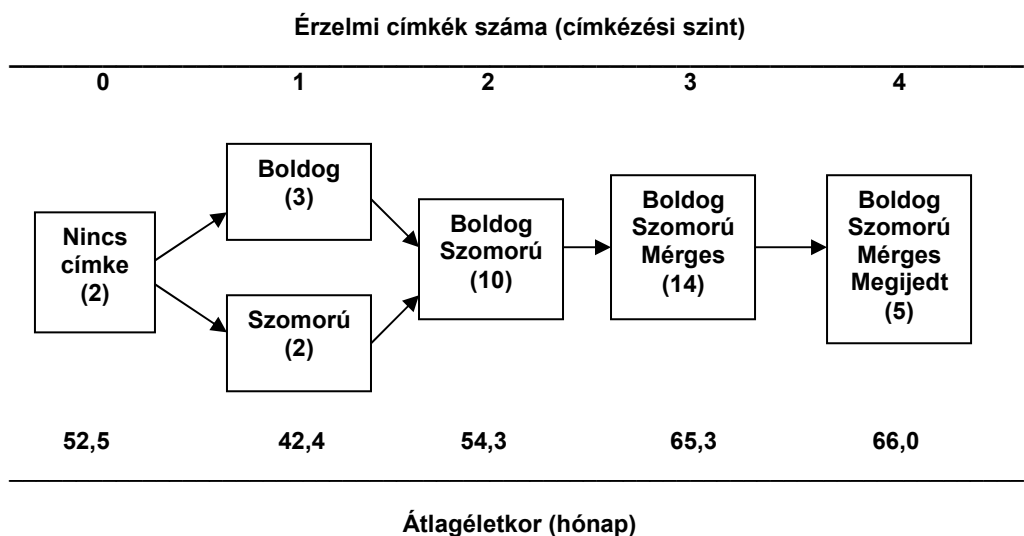 Érzelmi címkék száma (címkézési szint)
0 1 2 3 4
Nincs
címke
(2)
Boldog
(3)
Szomorú
(2)
Boldog
Szomorú
(10)
Boldog
Szomorú
Mérges
(14)
Boldog
Szomorú
Mérges
Megijedt
(5)
52,5 42,4 54,3 65,3 66,0
Átlagéletkor (hónap)